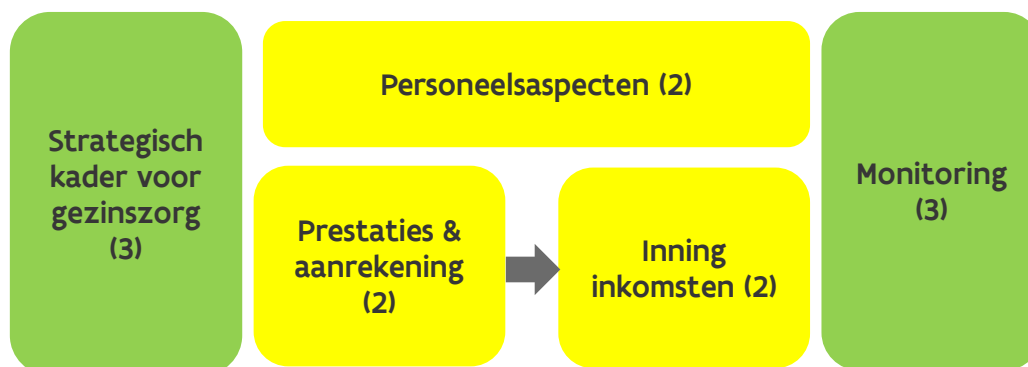 Strategisch
kader voor
gezinszorg
(3)
Personeelsaspecten (2)
Prestaties &
aanrekening
(2)
Inning
inkomsten (2)
Monitoring
(3)